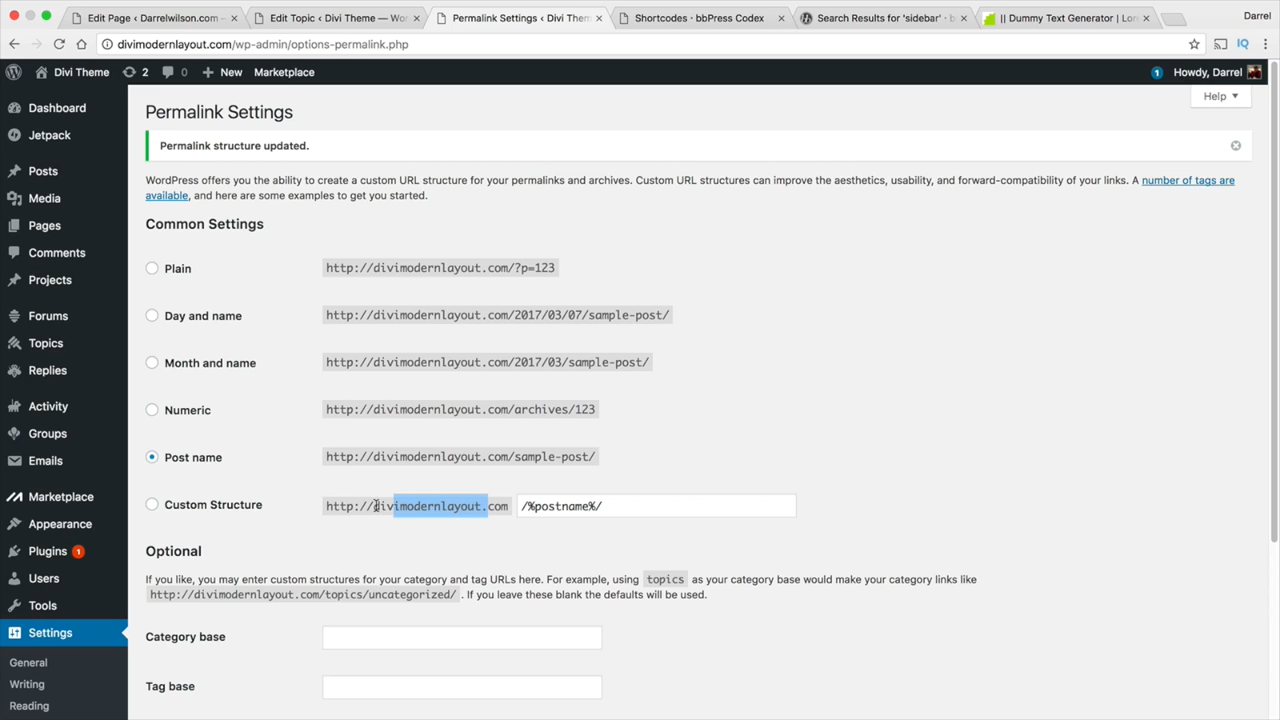 Edit Page ‹ Darrelwilson.com — Edit Topic ‹ Divi Theme — Wo Permalink Settings ‹ Divi Them Shortcodes · bbPress Codex Search Results for 'sidebar' · b || Dummy Text Generator | Lor Darrel
divimodernlayout.com/wp-admin/options-permalink.php
Divi Theme 2 0 New Marketplace 1 Howdy, Darrel
Help
Dashboard
Jetpack
Posts
Media
Pages
Comments
Projects
Forums
Topics
Replies
Activity
Groups
Emails
Marketplace
Appearance
Plugins 1
Users
Tools
Settings
General
Writing
Reading
Permalink Settings
Permalink structure updated.
WordPress offers you the ability to create a custom URL structure for your permalinks and archives. Custom URL structures can improve the aesthetics, usability, and forward-compatibility of your links. A number of tags are
available, and here are some examples to get you started.
Common Settings
Plain http://divimodernlayout.com/?p=123
Day and name http://divimodernlayout.com/2017/03/07/sample-post/
Month and name http://divimodernlayout.com/2017/03/sample-post/
Numeric http://divimodernlayout.com/archives/123
Post name http://divimodernlayout.com/sample-post/
Custom Structure http://divimodernlayout.com /%postname%/
Optional
If you like, you may enter custom structures for your category and tag URLs here. For example, using topics as your category base would make your category links like
http://divimodernlayout.com/topics/uncategorized/ . If you leave these blank the defaults will be used.
Category base
Tag base